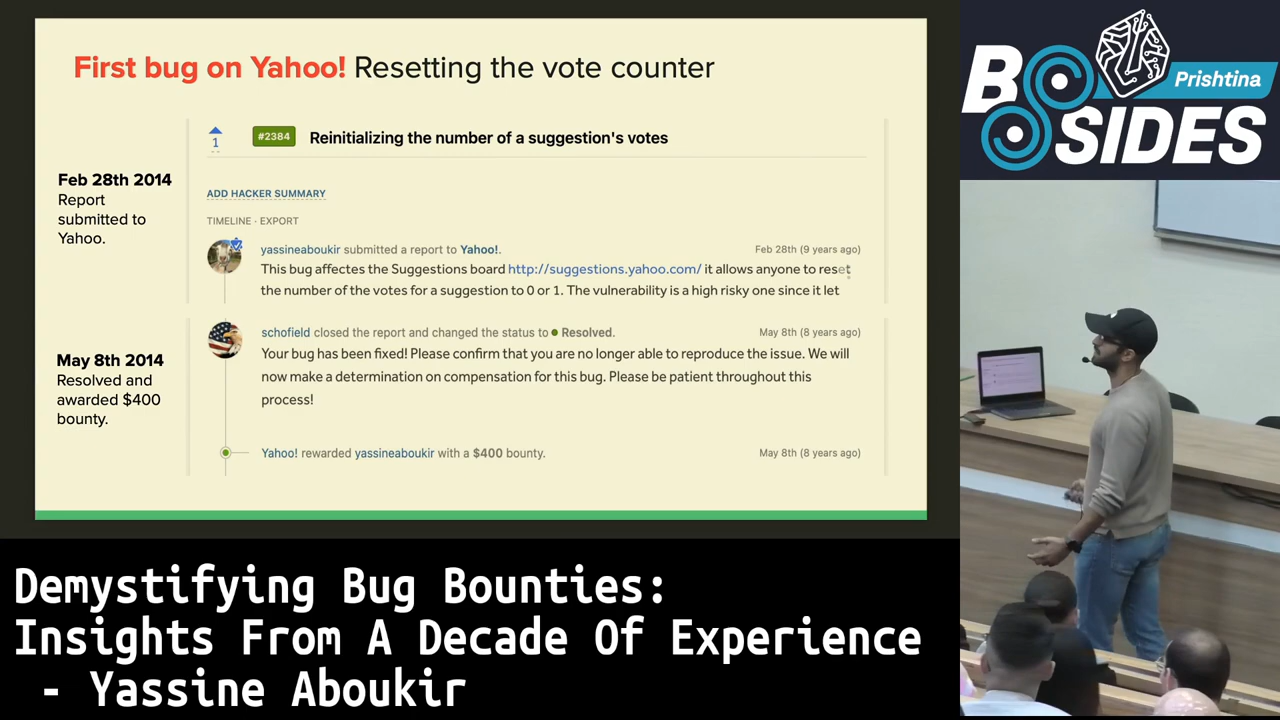 First bug on Yahoo! Resetting the vote counter
Feb 28th 2014
Report
submitted to
Yahoo.
1
#2384
Reinitializing the number of a suggestion's votes
ADD HACKER SUMMARY
TIMELINE · EXPORT
yassineaboukir submitted a report to Yahoo!.
Feb 28th (9 years ago)
This bug affectes the Suggestions board http://suggestions.yahoo.com/ it allows anyone to reset
the number of the votes for a suggestion to 0 or 1. The vulnerability is a high risky one since it let
May 8th 2014
Resolved and
awarded $400
bounty.
schofield closed the report and changed the status to Resolved.
May 8th (8 years ago)
Your bug has been fixed! Please confirm that you are no longer able to reproduce the issue. We will
now make a determination on compensation for this bug. Please be patient throughout this
process!
Yahoo! rewarded yassineaboukir with a $400 bounty.
May 8th (8 years ago)
BSIDES
Prishtina
Demystifying Bug Bounties:
Insights From A Decade Of Experience
- Yassine Aboukir